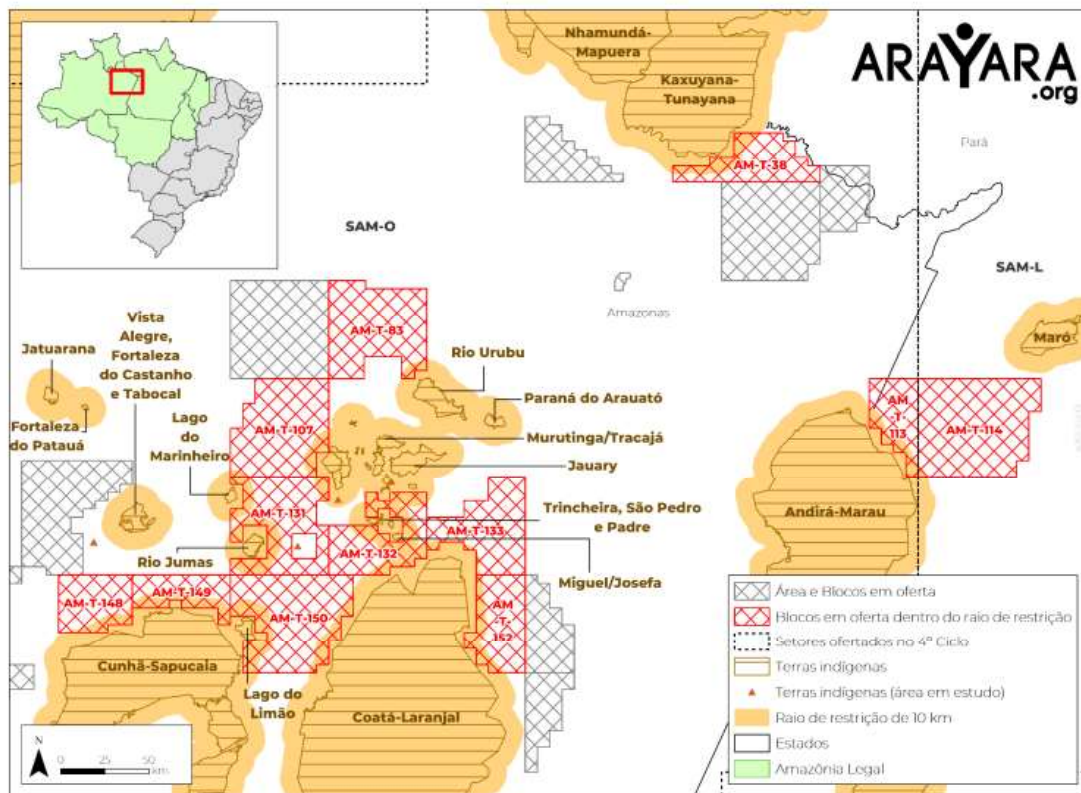 Nhamundá-
Mapuera
Kaxuyana-
Tunayana
ARAYARA
.org
Pará
AM-T-38
SAM-O
SAM-L
Amazonas
Vista
Alegre,
Fortaleza
do Castanho
e Tabocal
Jatuarana
Fortaleza
do Patauá
Lago
do
Marinheiro
AM-T-83
Rio Urubu
Paraná do Arauató
AM-T-107
Murutinga/Tracajá
Jauary
Maró
AM
-T-
113
AM-T-114
AM-T-131
Trincheira, São Pedro
e Padre
AM-T-133
AM-T-132
Andirá-Marau
Rio Jumas
Miguel/Josefa
AM-T-148
AM-T-149
AM-T-150
AM
-T-
152
Cunhã-Sapucaia
Lago do
Limão
Coatá-Laranjal
Área e Blocos em oferta
Blocos em oferta dentro do raio de restrição
Setores ofertados no 4º Ciclo
Terras indígenas
Terras indígenas (área em estudo)
Raio de restrição de 10 km
Estados
Amazônia Legal
N
0 25 50
km